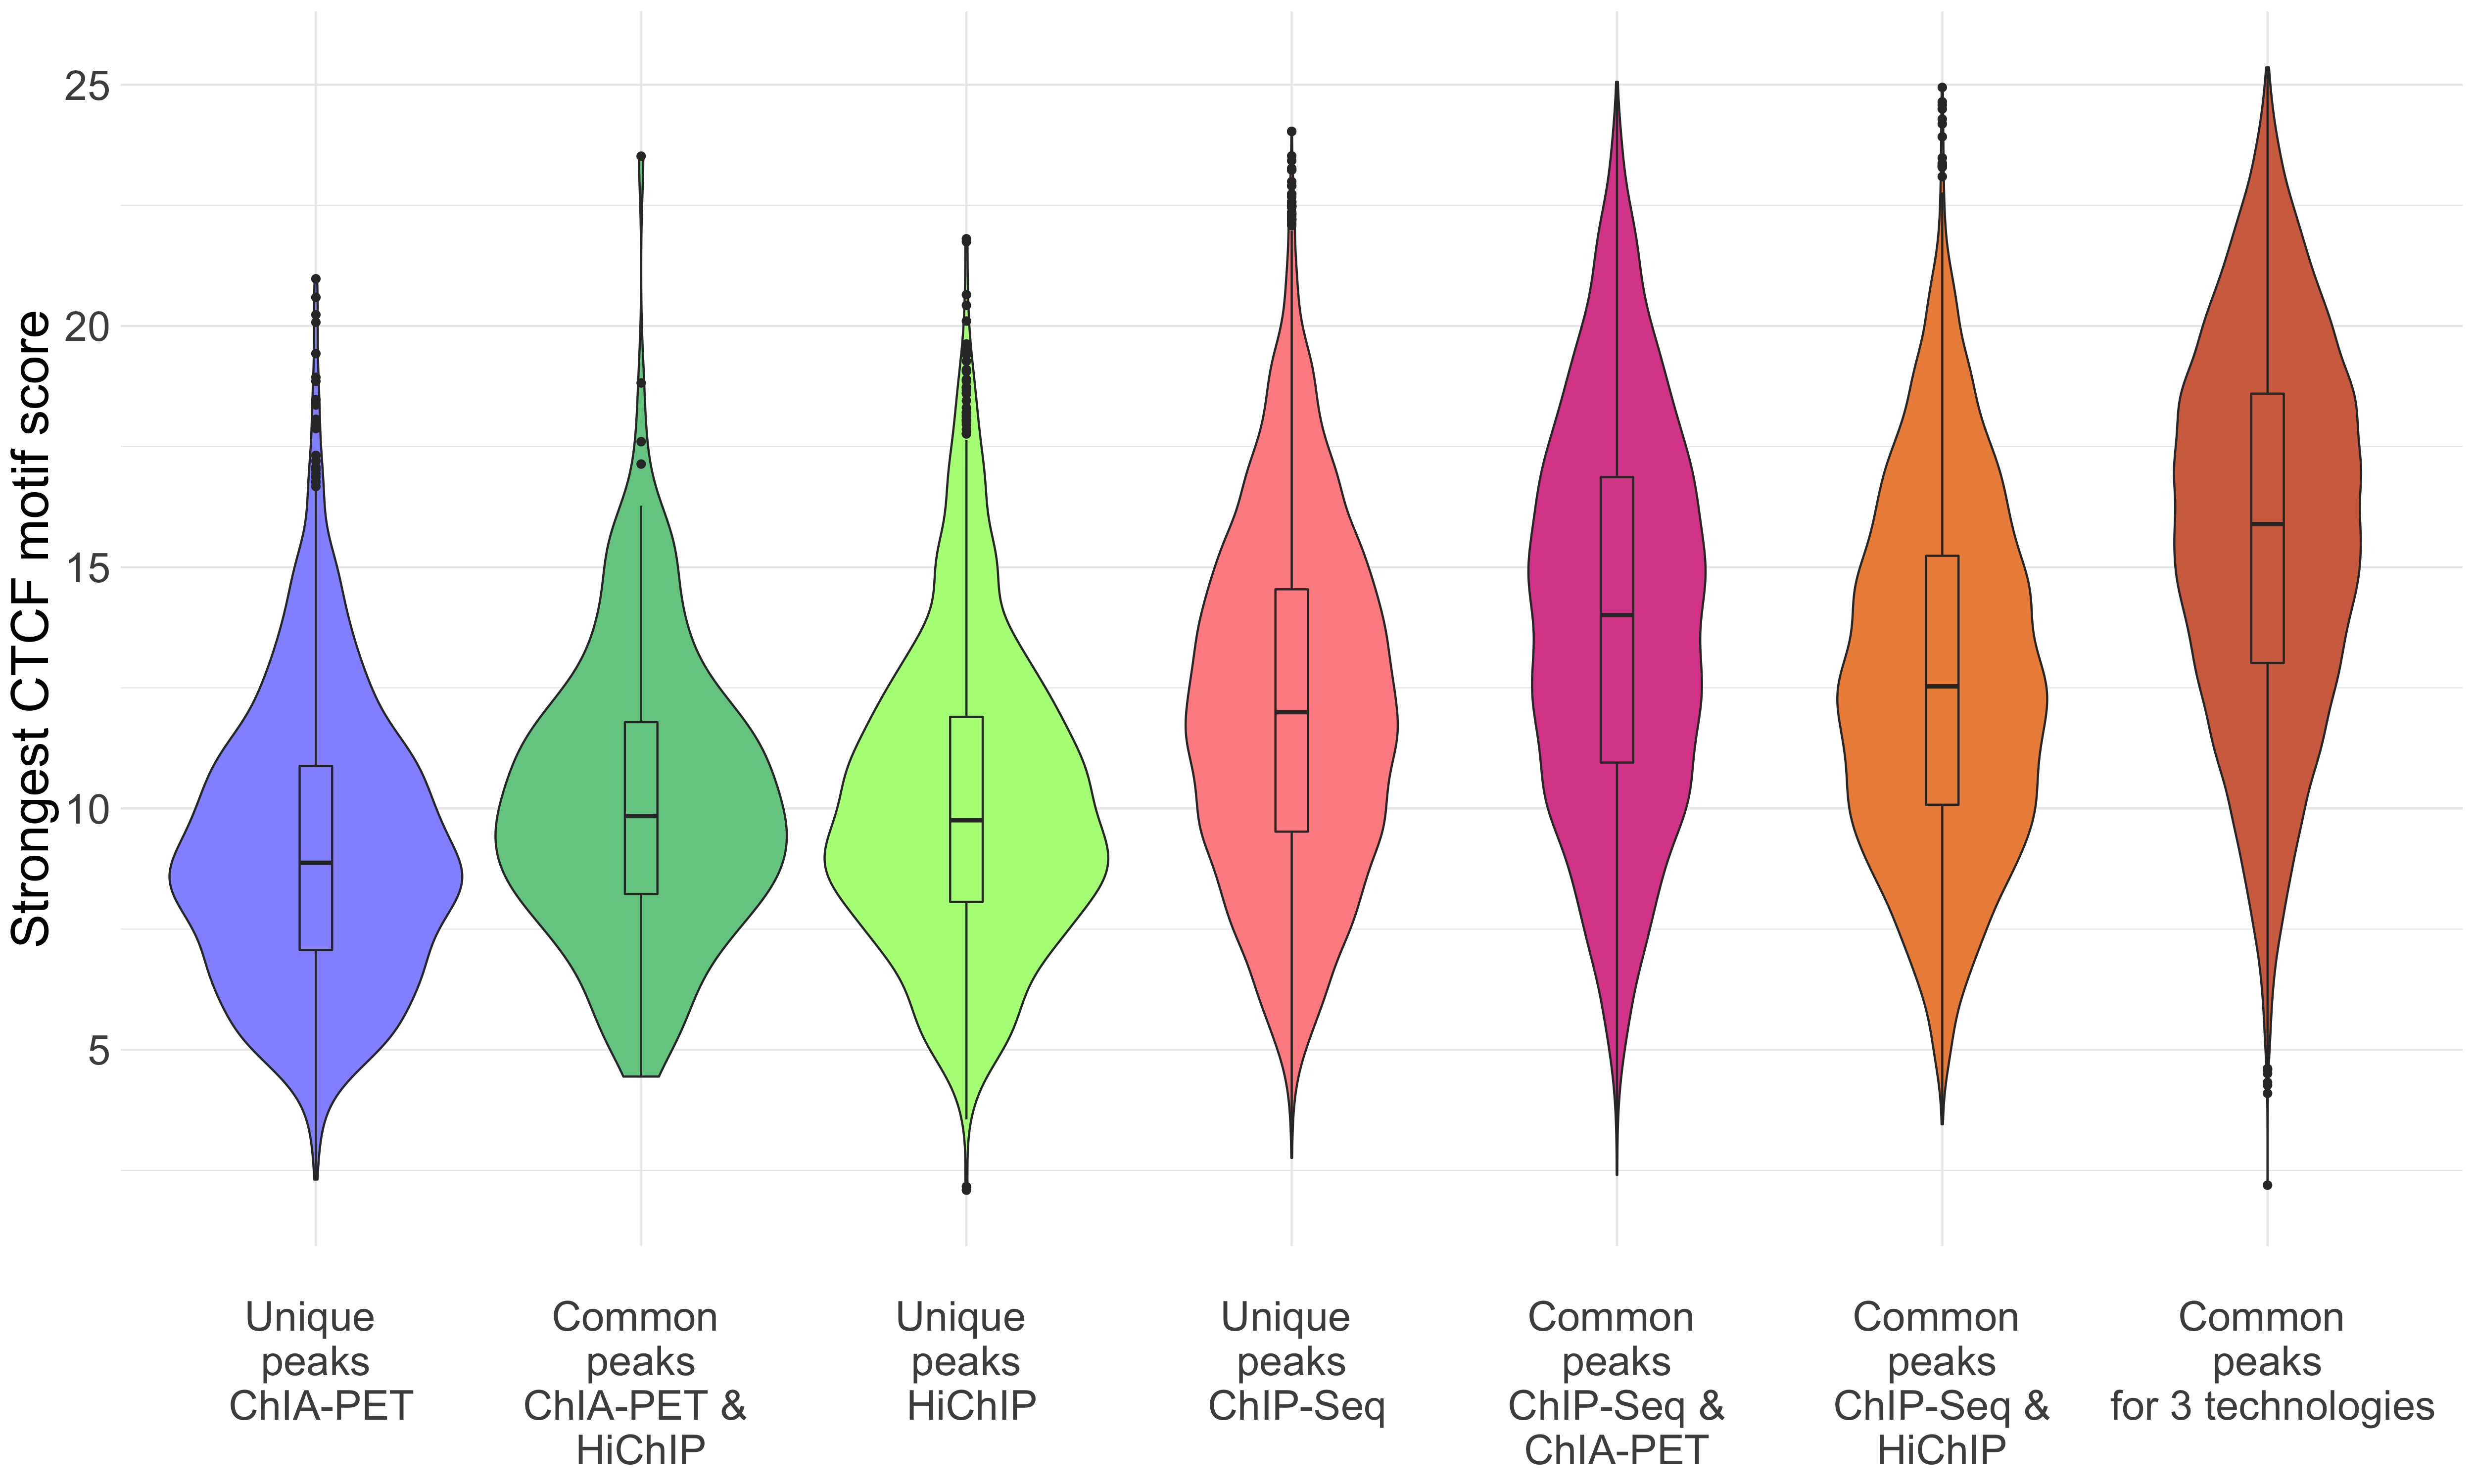 Strongest CTCF motif score
25
20
15
10
5
Unique
peaks
ChIA-PET
Common
peaks
ChIA-PET &
HiChIP
Unique
peaks
HiChIP
Unique
peaks
ChIP-Seq
Common
peaks
ChIP-Seq &
ChIA-PET
Common
peaks
ChIP-Seq &
HiChIP
Common
peaks
for 3 technologies